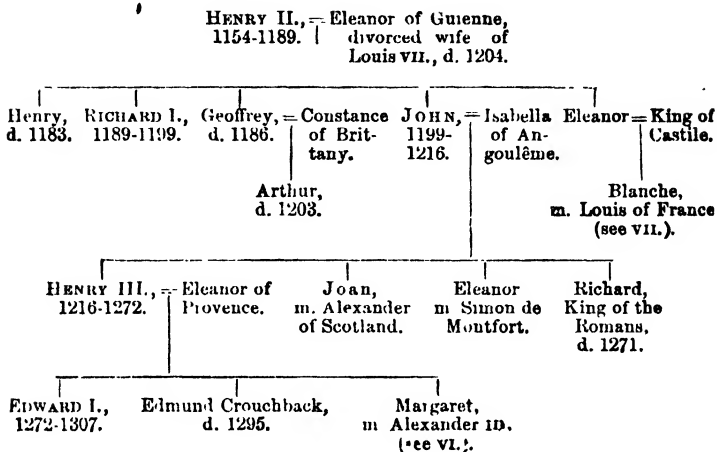 HENRY II., = Eleanor of Guienne,
1154-1189. divorced wife of
Louis VII., d. 1204.
Henry, RICHARD I., Geoffrey, = Constance JOHN, = Isabella Eleanor = King of
d. 1183. 1189-1199. d. 1186. of Brit- 1199- of An- Castile.
tany. 1216. goulême.
Arthur, Blanche,
d. 1203. m. Louis of France
(see VII.).
HENRY III., = Eleanor of Joan, Eleanor Richard,
1216-1272. Provence. m. Alexander m Simon de King of the
of Scotland. Montfort. Romans,
d. 1271.
EDWARD I., Edmund Crouchback, Margaret,
1272-1307. d. 1295. m Alexander III.
(see VI.).